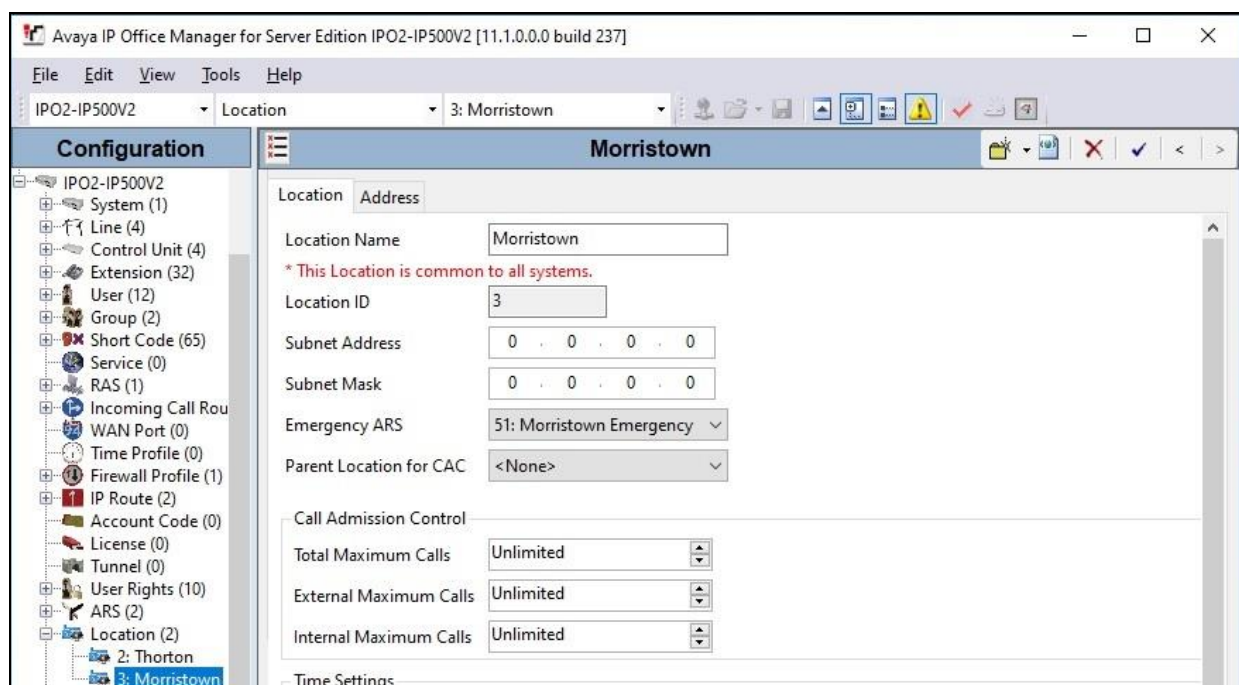 Avaya IP Office Manager for Server Edition IPO2-IP500V2 [11.1.0.0.0 build 237]
File Edit View Tools Help
IPO2-IP500V2 Location 3: Morristown
Configuration
IPO2-IP500V2
System (1)
Line (4)
Control Unit (4)
Extension (32)
User (12)
Group (2)
Short Code (65)
Service (0)
RAS (1)
Incoming Call Rou
WAN Port (0)
Time Profile (0)
Firewall Profile (1)
IP Route (2)
Account Code (0)
License (0)
Tunnel (0)
User Rights (10)
ARS (2)
Location (2)
2: Thorton
3: Morristown
Morristown
Location Address
Location Name Morristown
* This Location is common to all systems.
Location ID 3
Subnet Address 0 . 0 . 0 . 0
Subnet Mask 0 . 0 . 0 . 0
Emergency ARS 51: Morristown Emergency
Parent Location for CAC <None>
Call Admission Control
Total Maximum Calls Unlimited
External Maximum Calls Unlimited
Internal Maximum Calls Unlimited
Time Settings